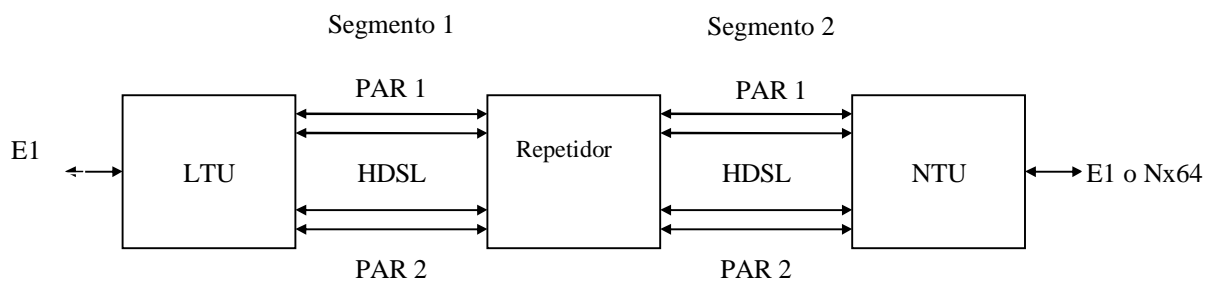 Segmento 1
Segmento 2
PAR 1
PAR 1
E1
LTU
HDSL
Repetidor
HDSL
NTU
E1 o Nx64
PAR 2
PAR 2